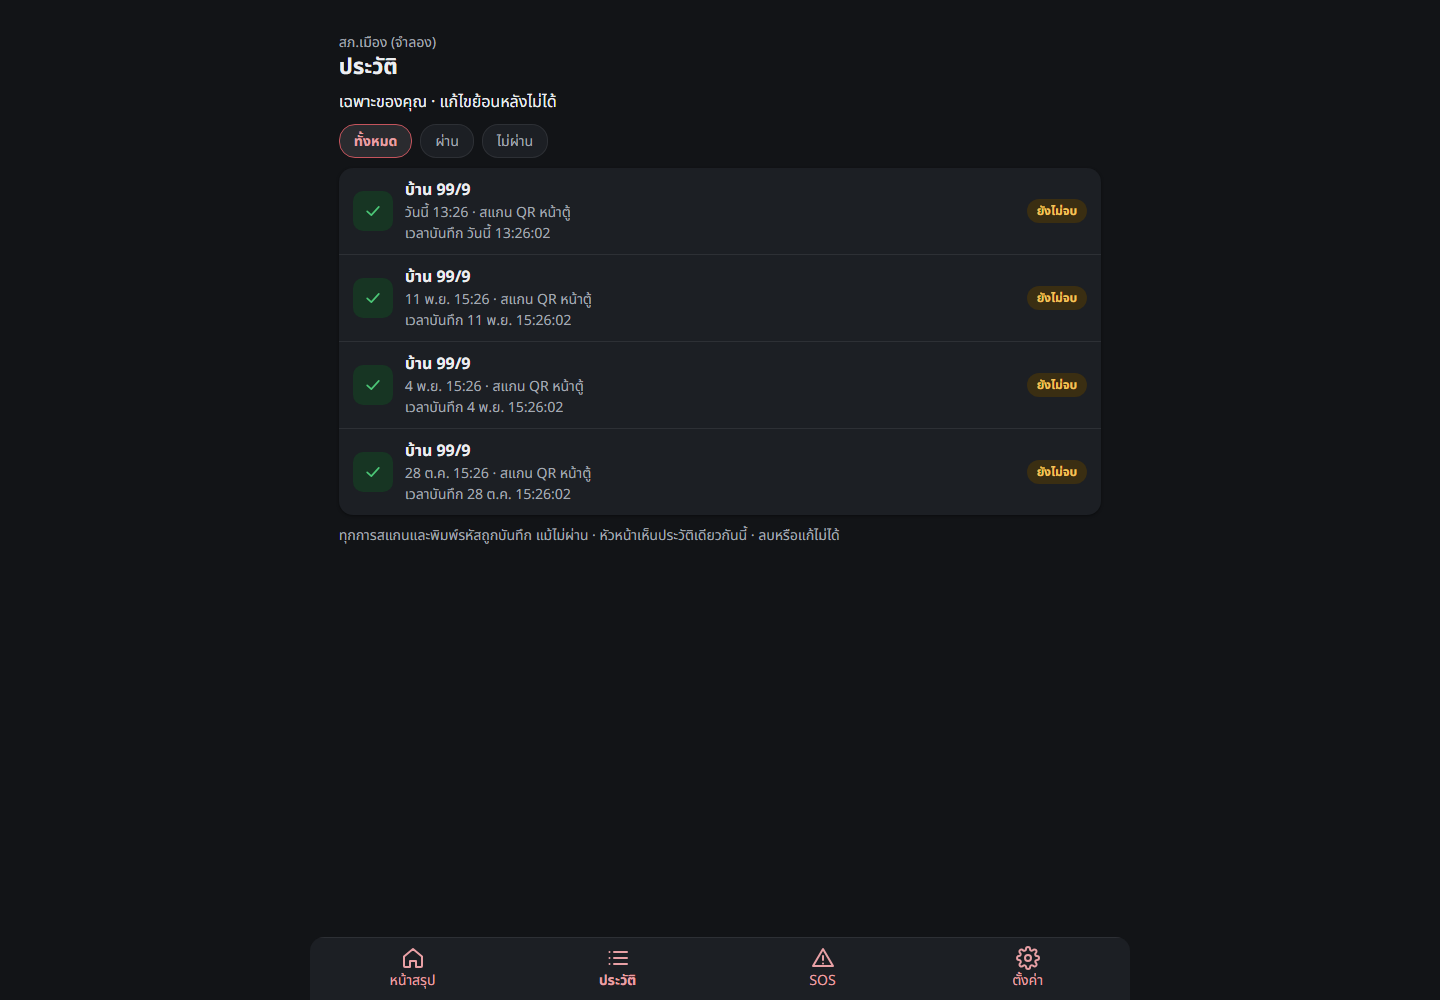 สภ.เมือง (จำลอง)
ประวัติ
เฉพาะของคุณ · แก้ไขย้อนหลังไม่ได้
ทั้งหมด ผ่าน ไม่ผ่าน
บ้าน 99/9
วันนี้ 13:26 · สแกน QR หน้าตู้
เวลาบันทึก วันนี้ 13:26:02
ยังไม่จบ
บ้าน 99/9
11 พ.ย. 15:26 · สแกน QR หน้าตู้
เวลาบันทึก 11 พ.ย. 15:26:02
ยังไม่จบ
บ้าน 99/9
4 พ.ย. 15:26 · สแกน QR หน้าตู้
เวลาบันทึก 4 พ.ย. 15:26:02
ยังไม่จบ
บ้าน 99/9
28 ต.ค. 15:26 · สแกน QR หน้าตู้
เวลาบันทึก 28 ต.ค. 15:26:02
ยังไม่จบ
ทุกการสแกนและพิมพ์รหัสถูกบันทึก แม้ไม่ผ่าน · หัวหน้าเห็นประวัติเดียวกันนี้ · ลบหรือแก้ไม่ได้
หน้าสรุป ประวัติ SOS ตั้งค่า